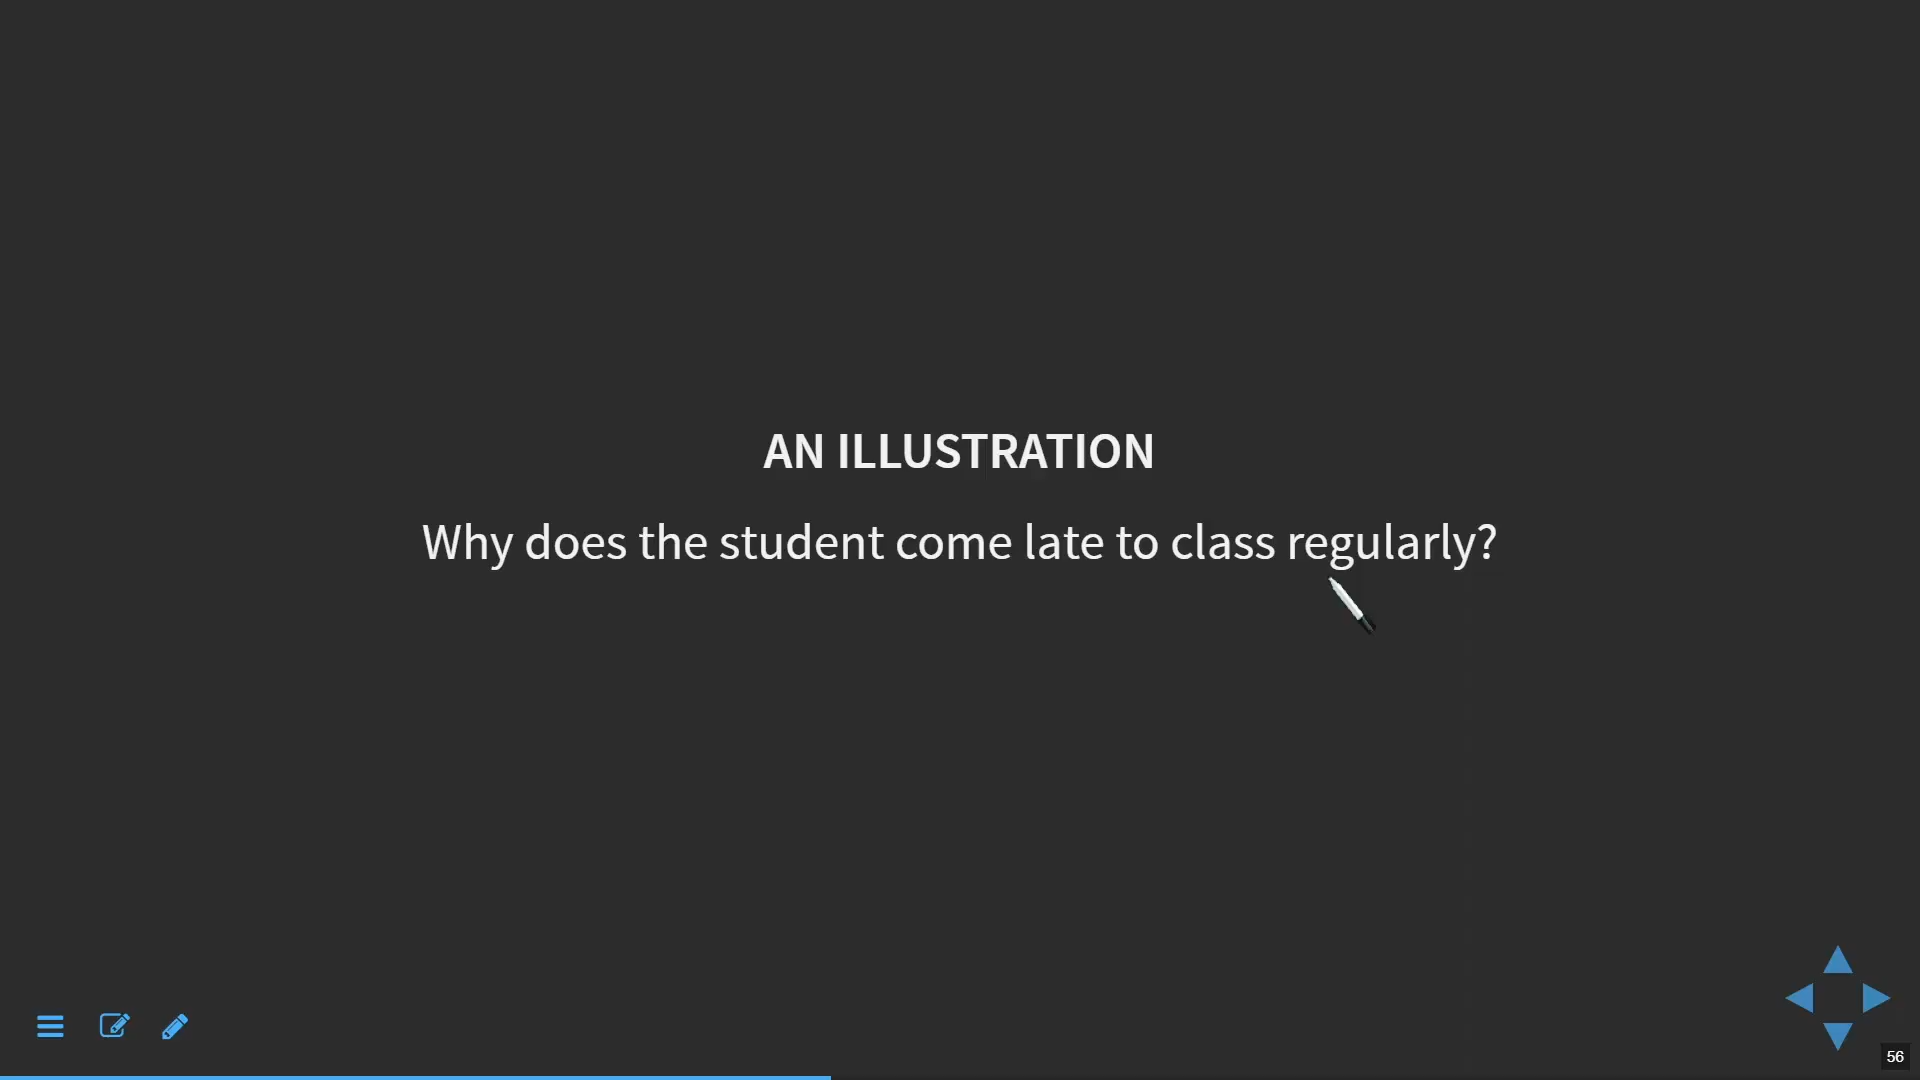 AN ILLUSTRATION
Why does the student come late to class regularly?
56